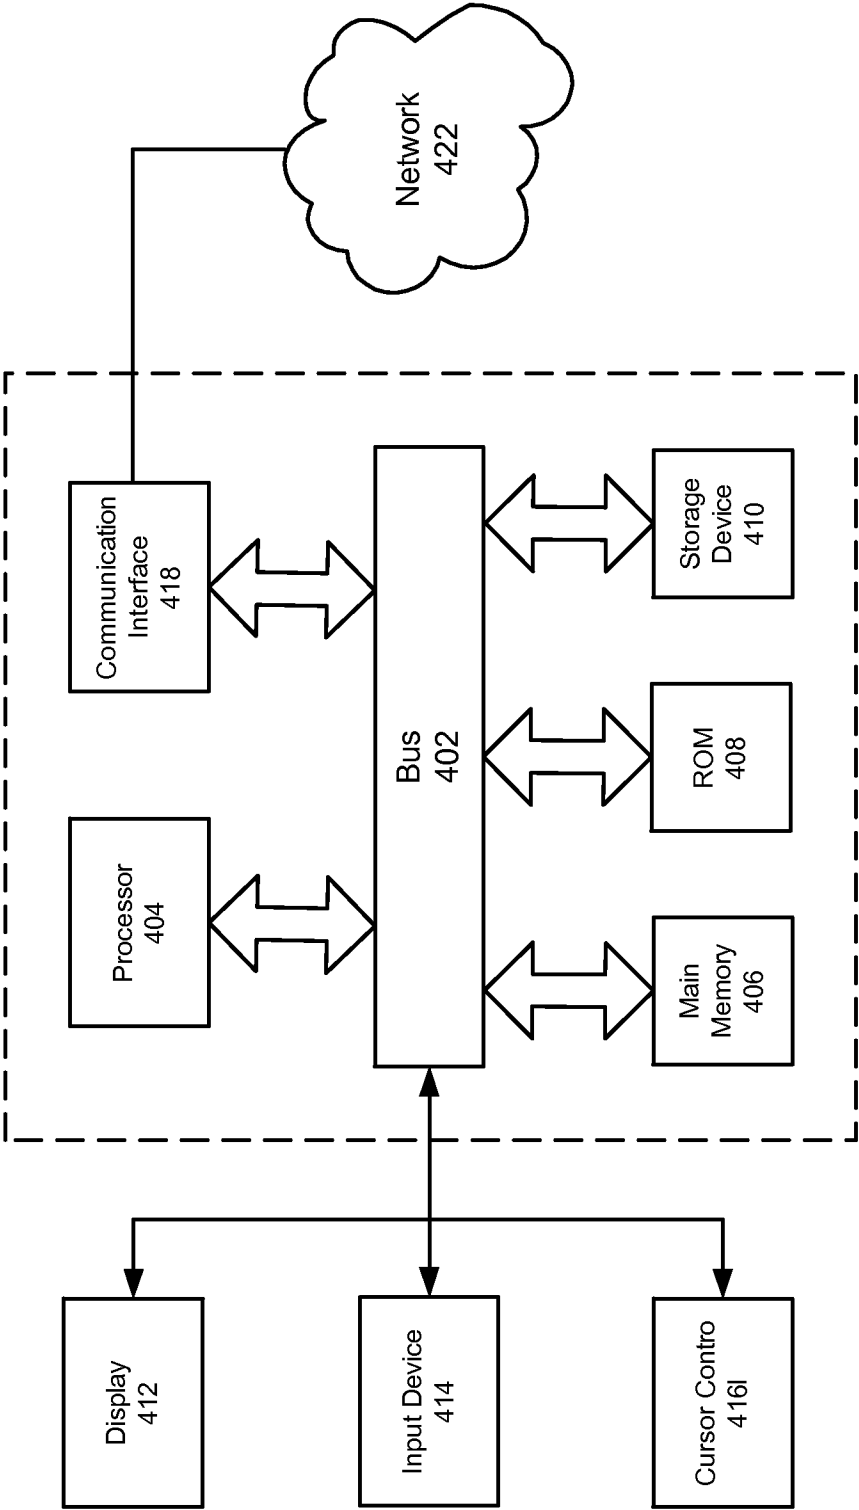 Display
412
Input Device
414
Cursor Contro
416l
Processor
404
Communication
Interface
418
Bus
402
Main
Memory
406
ROM
408
Storage
Device
410
Network
422